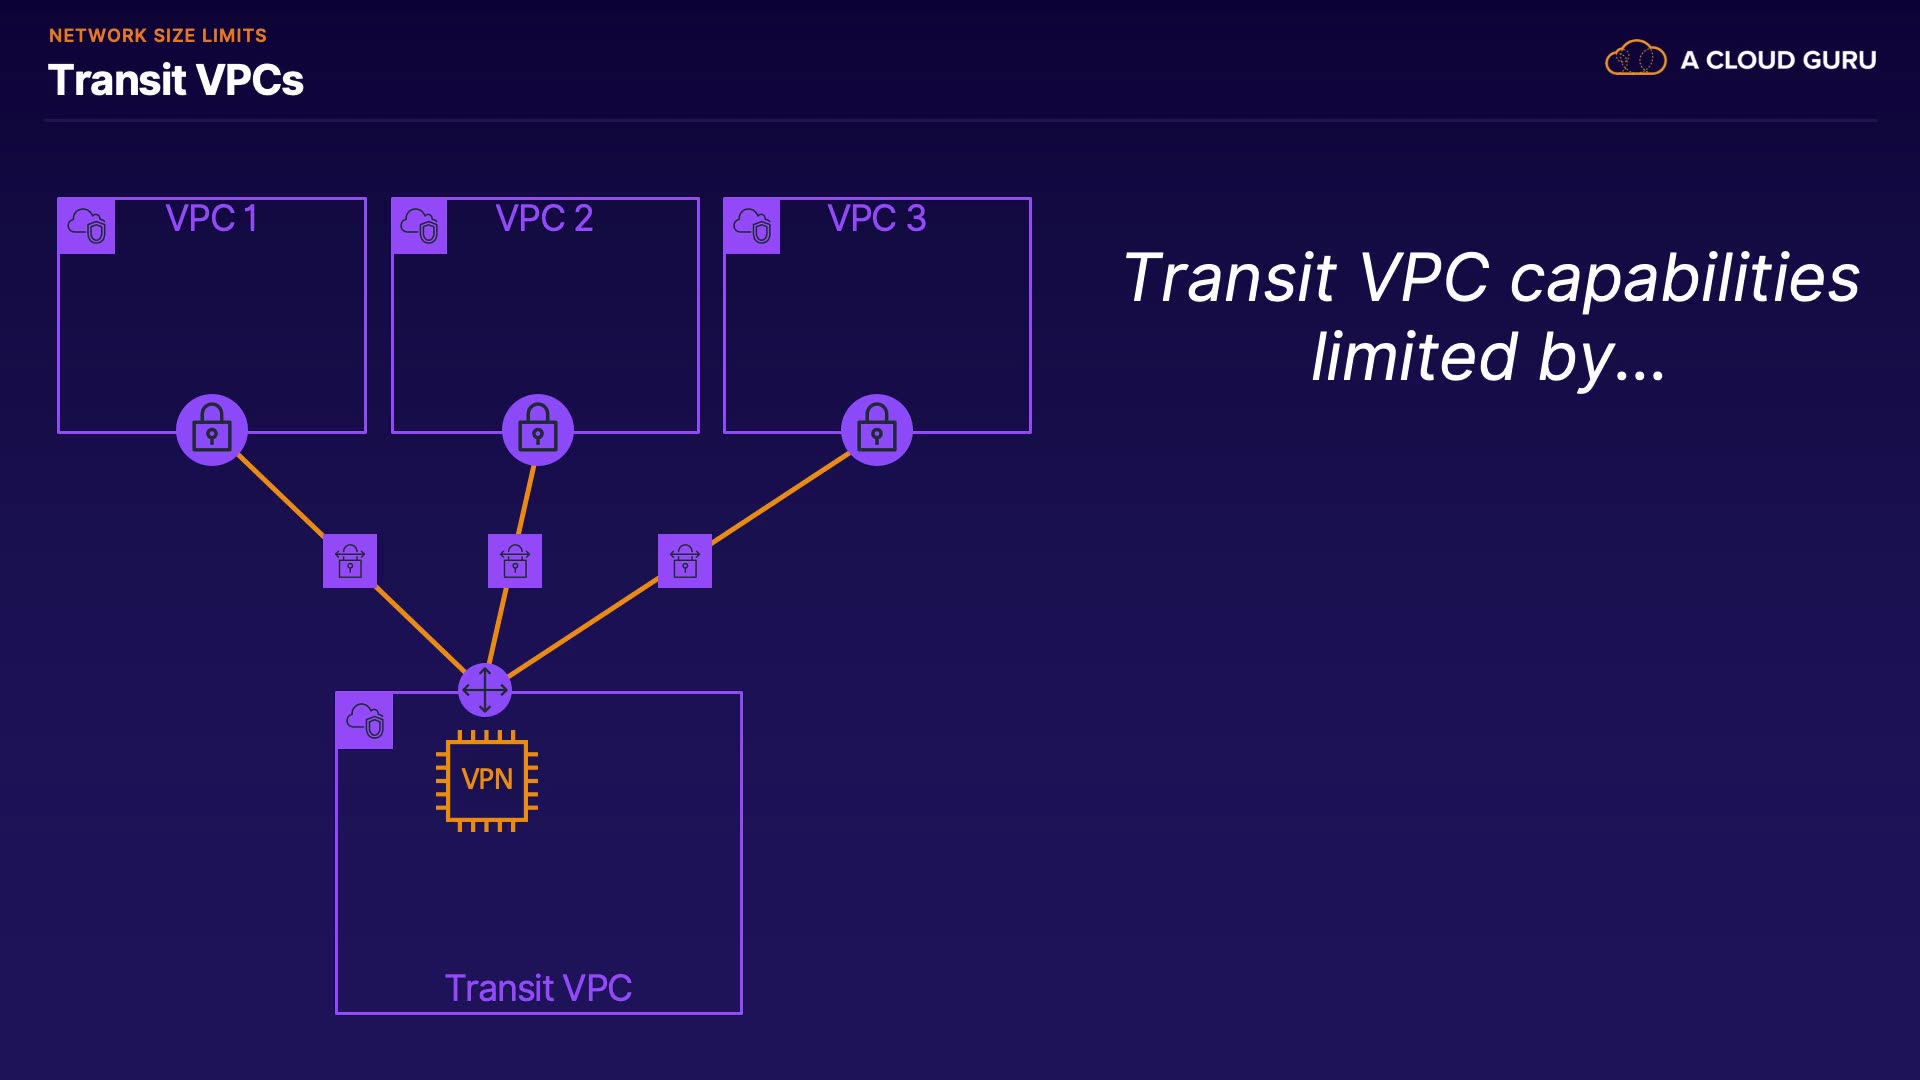 NETWORK SIZE LIMITS
Transit VPCs
A CLOUD GURU
VPC 1
VPC 2
VPC 3
Transit VPC capabilities
limited by...
VPN
Transit VPC